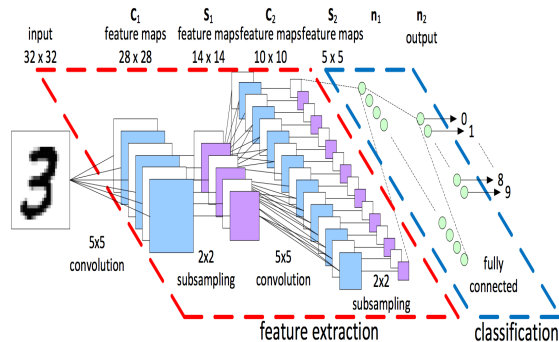 C1 S1 C2 S2 n1 n2
input feature maps feature maps feature maps feature maps output
32 x 32 28 x 28 14 x 14 10 x 10 5 x 5
0
1
8
9
5x5
convolution
2x2
subsampling
5x5
convolution
2x2
subsampling
fully
connected
feature extraction
classification
3